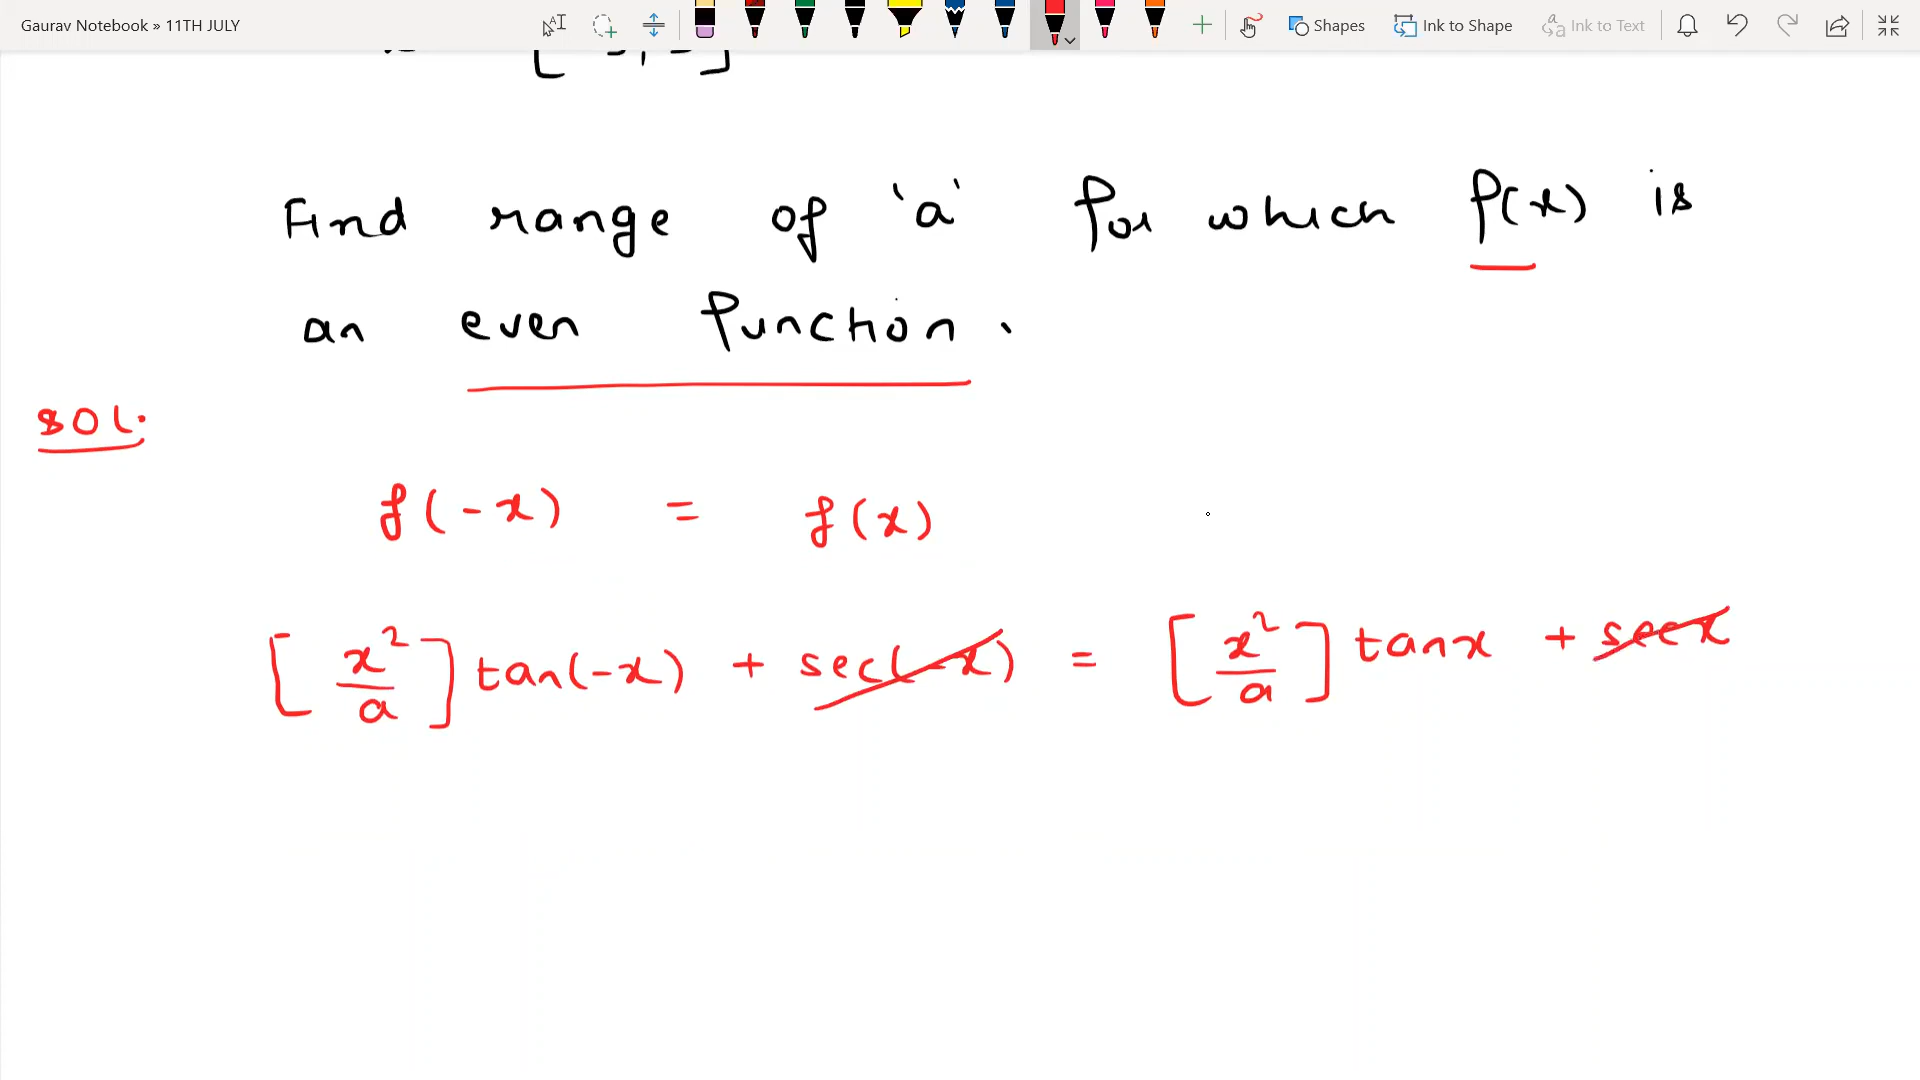 Gaurav Notebook » 11TH JULY Shapes Ink to Shape Ink to Text
Find range of 'a' for which f(x) is
an even function.
SOL.
f(-x) = f(x)
[x²/a] tan(-x) + sec(-x) = [x²/a] tanx + secx